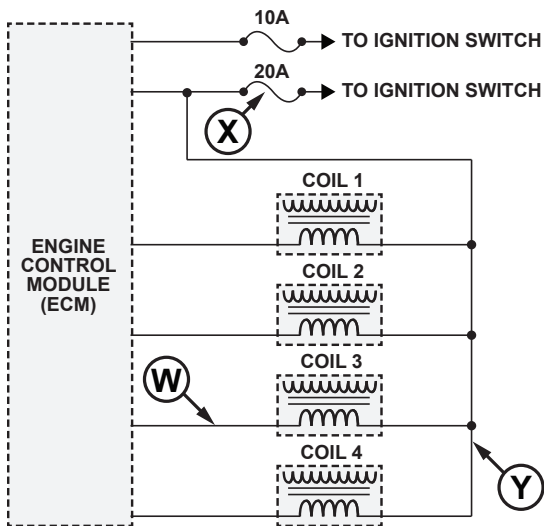 10A
TO IGNITION SWITCH
20A
TO IGNITION SWITCH
X
COIL 1
ENGINE
CONTROL
MODULE
(ECM)
COIL 2
COIL 3
W
COIL 4
Y